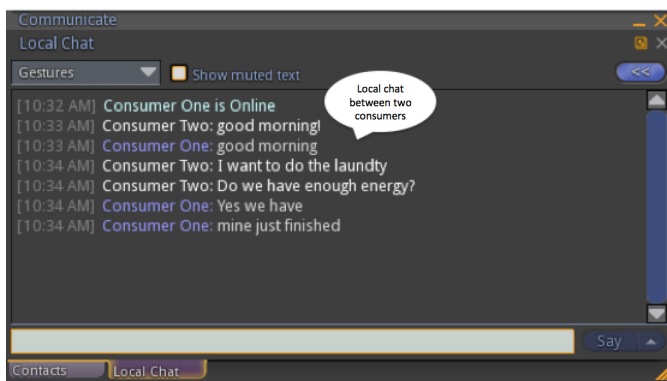 Communicate
Local Chat
Gestures
Show muted text
<<
Local chat
between two
consumers
[10:32 AM] Consumer One is Online
[10:33 AM] Consumer Two: good morning!
[10:33 AM] Consumer One: good morning
[10:34 AM] Consumer Two: I want to do the laundty
[10:34 AM] Consumer Two: Do we have enough energy?
[10:34 AM] Consumer One: Yes we have
[10:34 AM] Consumer One: mine just finished
Say
Contacts
Local Chat